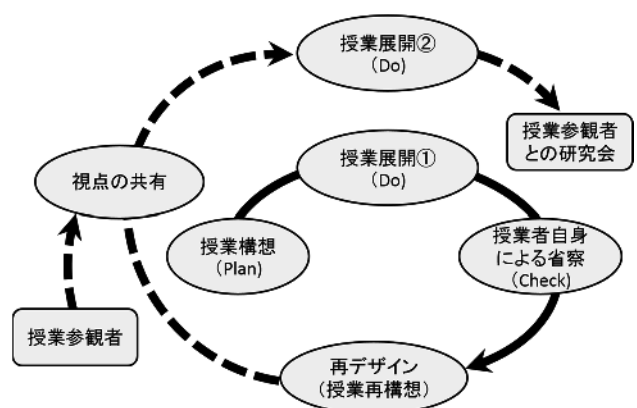 授業展開②
（Do)
授業参観者
との研究会
授業展開①
（Do)
視点の共有
授業構想
（Plan)
授業者自身
による省察
（Check)
授業参観者
再デザイン
（授業再構想）